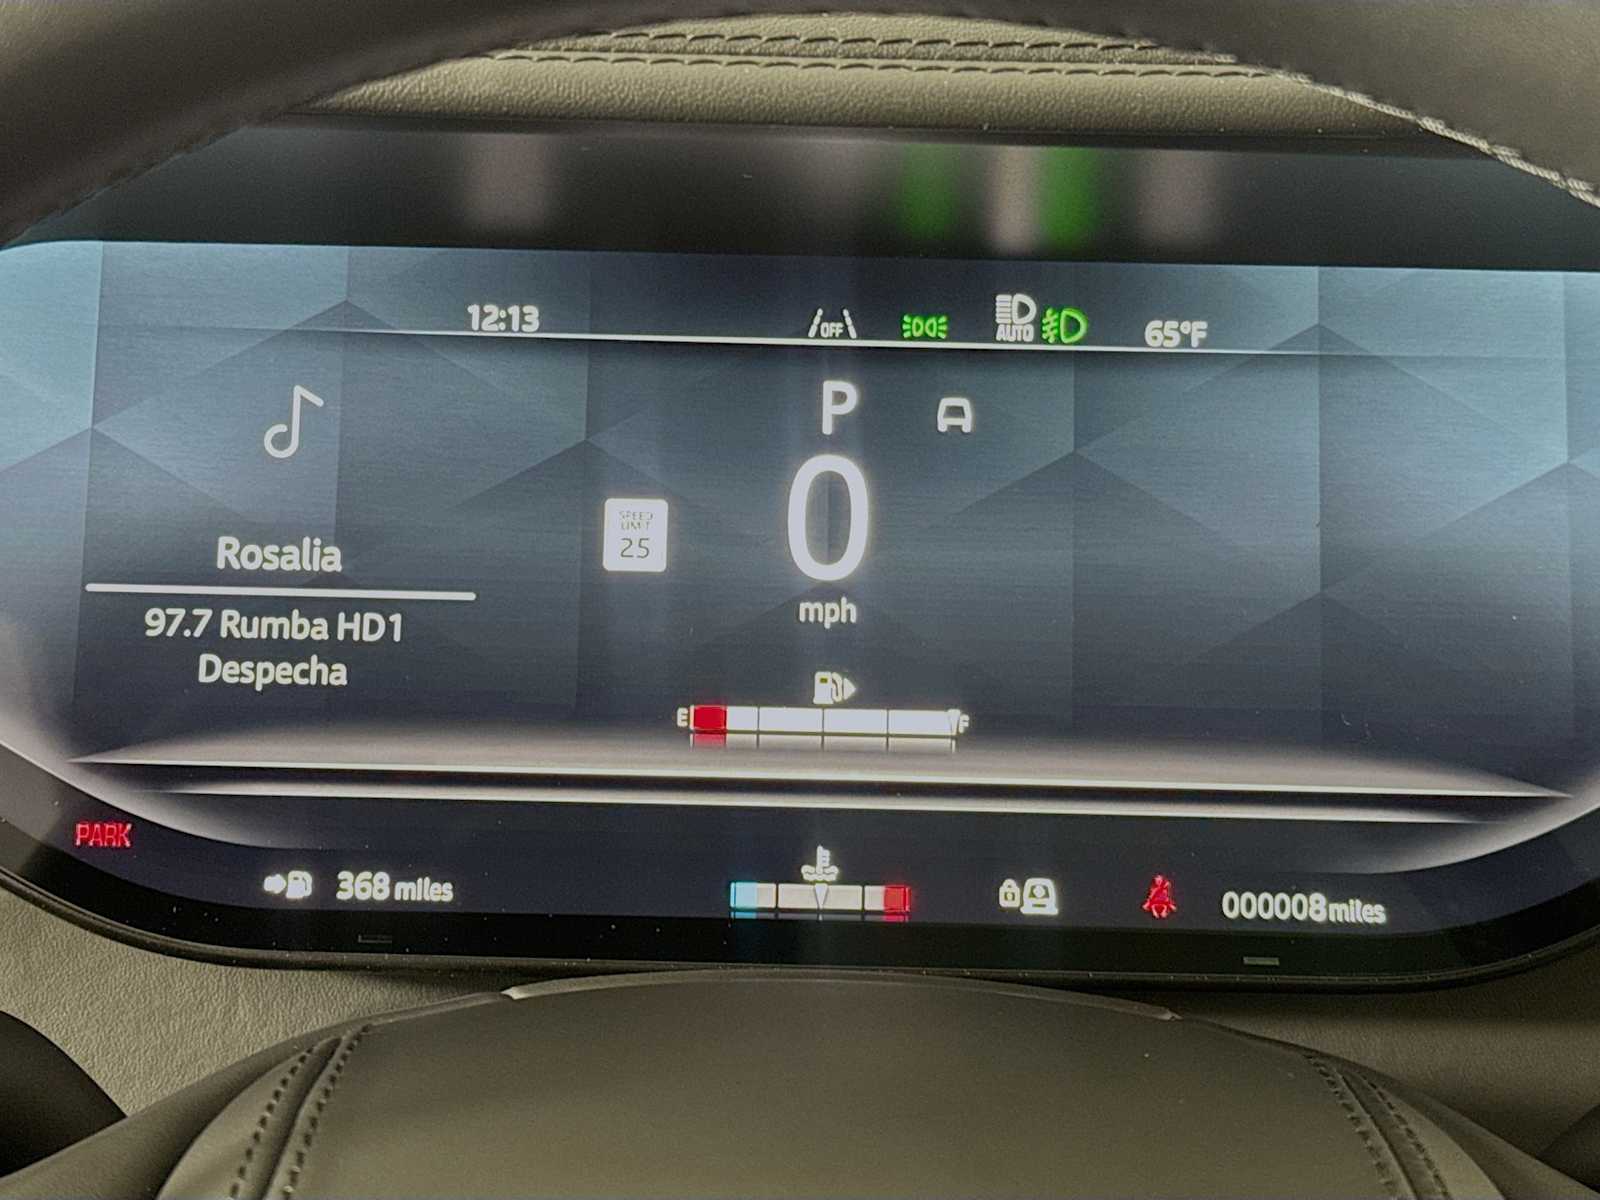 12:13
OFF
AUTO
65°F
P
SPEED
LIMIT
25
0
mph
Rosalia
97.7 Rumba HD1
Despecha
E
F
PARK
368 miles
000008miles